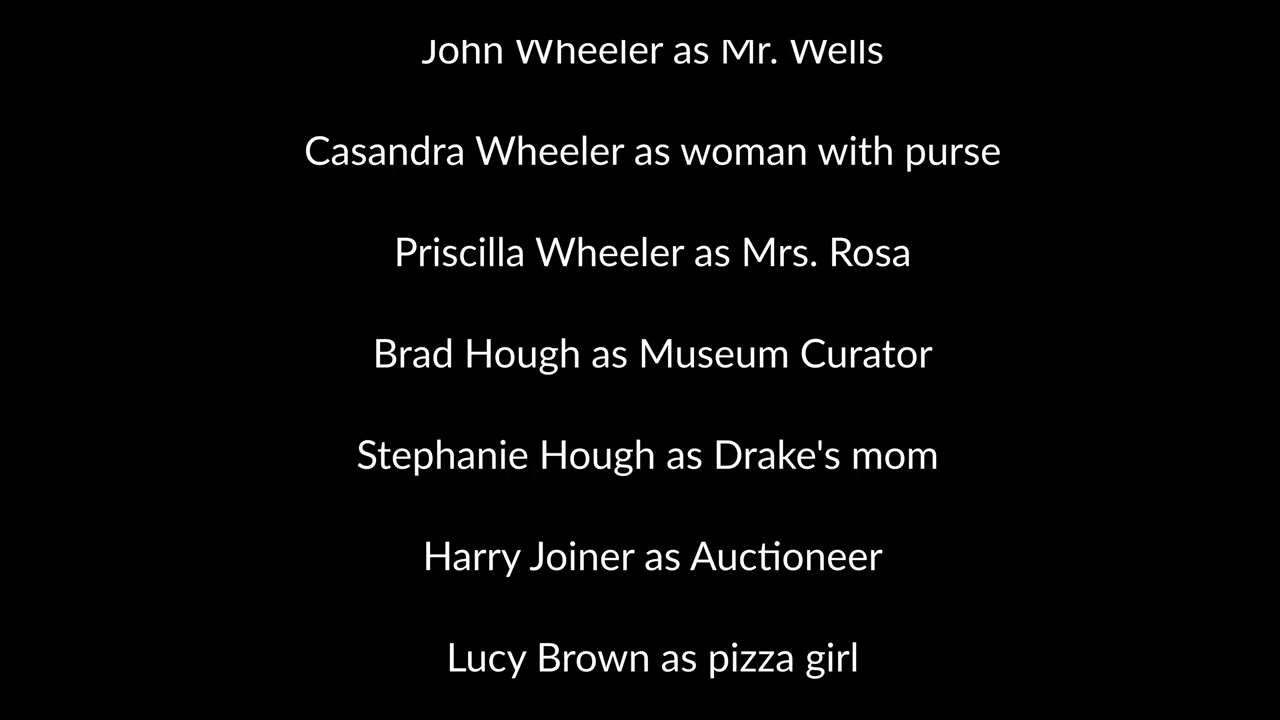 John Wheeler as Mr. Wells
Casandra Wheeler as woman with purse
Priscilla Wheeler as Mrs. Rosa
Brad Hough as Museum Curator
Stephanie Hough as Drake's mom
Harry Joiner as Auctioneer
Lucy Brown as pizza girl